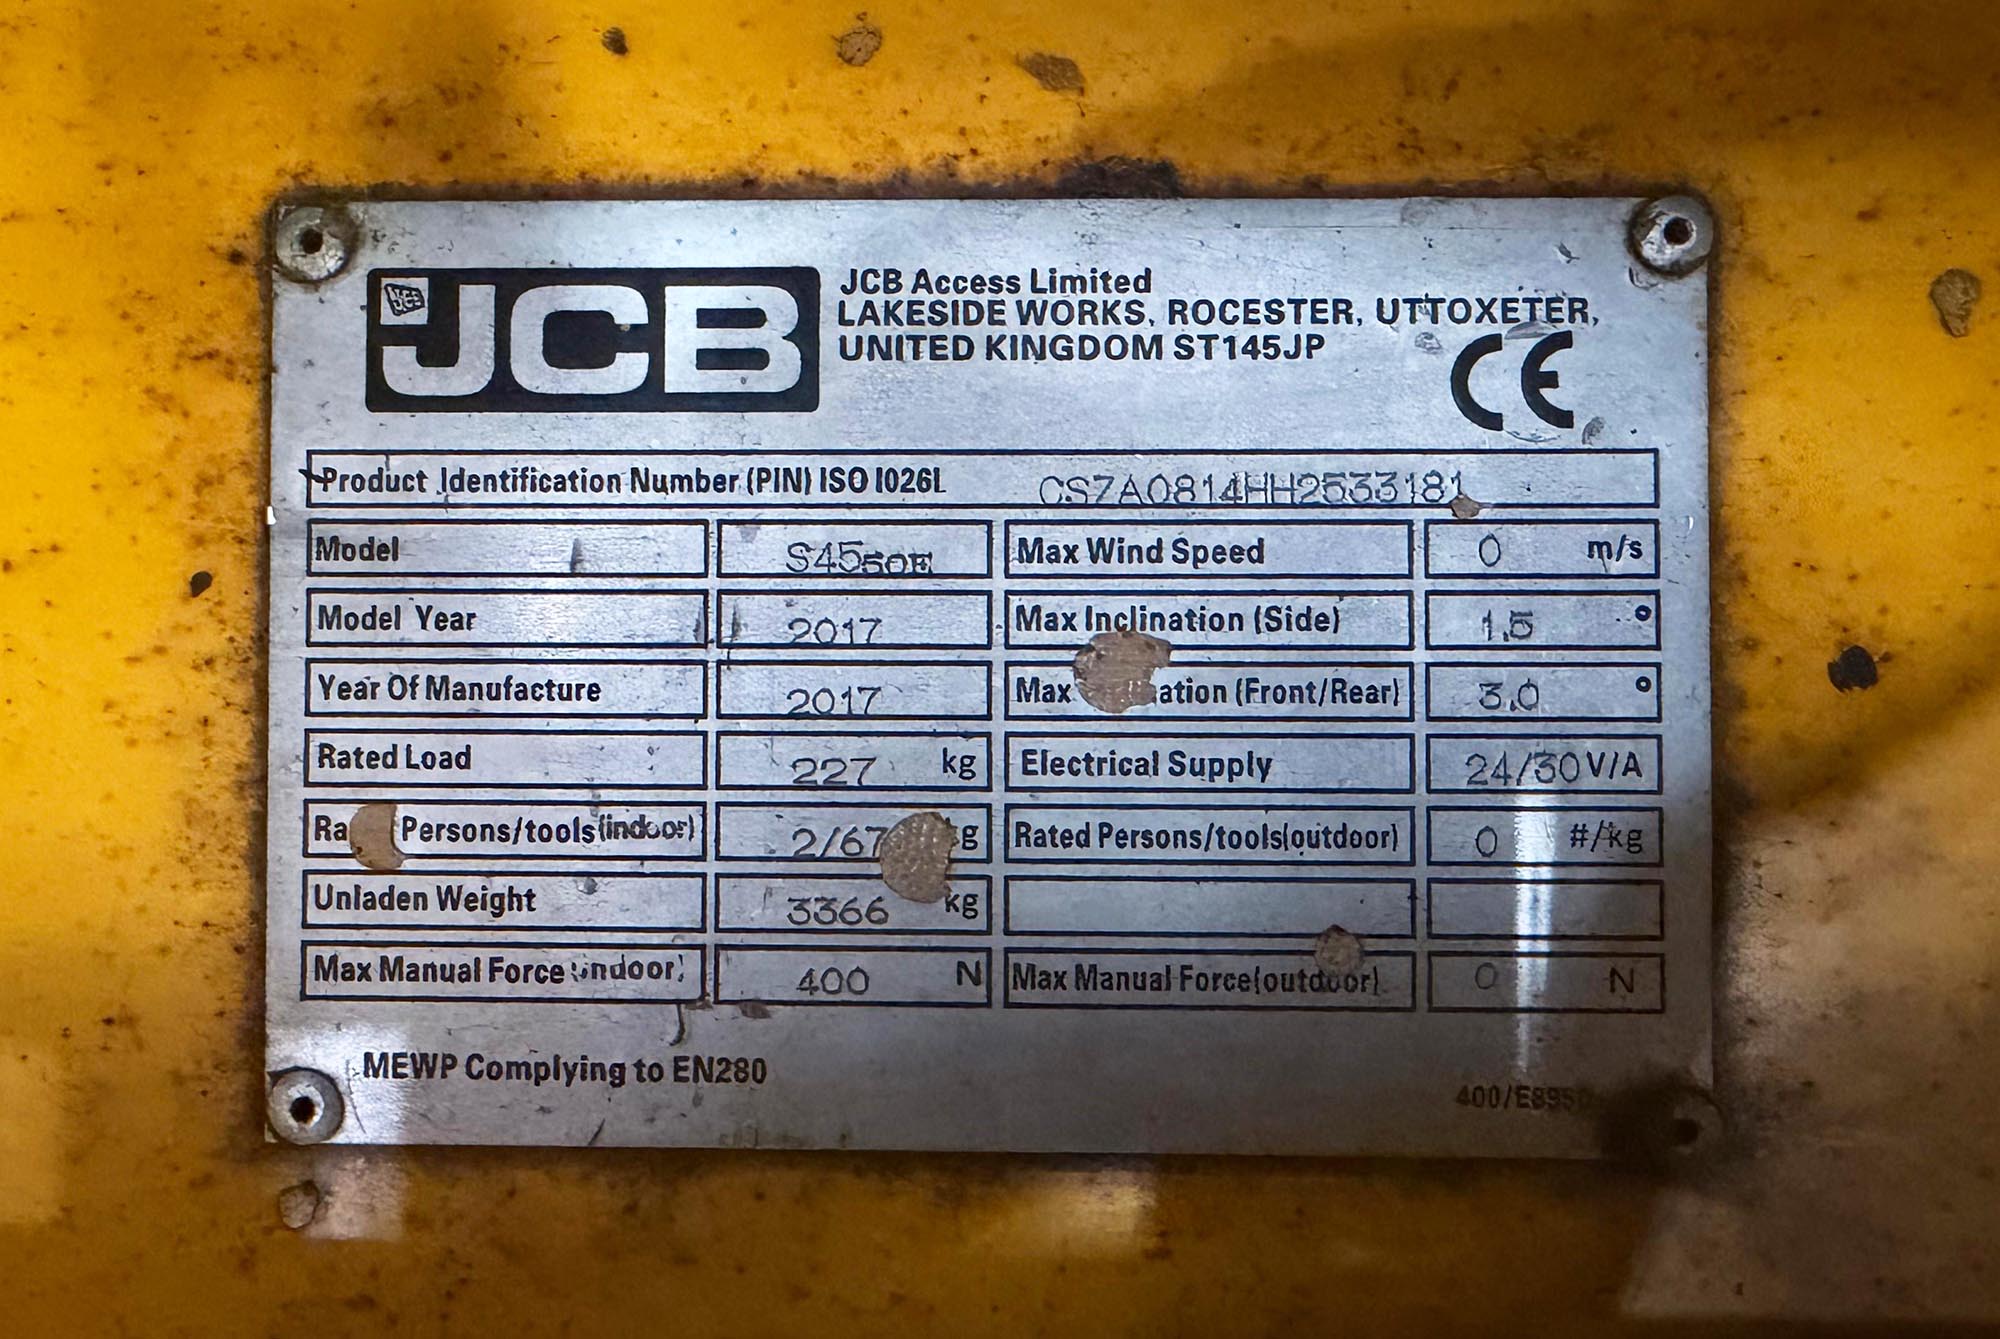 JCB JCB Access Limited
LAKESIDE WORKS, ROCESTER, UTTOXETER,
UNITED KINGDOM ST145JP
CE
Product Identification Number (PIN) ISO 10261 CS7A0814HH2533181
Model S4550E Max Wind Speed 0 m/s
Model Year 2017 Max Inclination (Side) 1.5 °
Year Of Manufacture 2017 Max ation (Front/Rear) 3.0 °
Rated Load 227 kg Electrical Supply 24/30 V/A
Ra Persons/tools(indoor) 2/67 g Rated Persons/tools(outdoor) 0 #/kg
Unladen Weight 3366 kg
Max Manual Force (indoor) 400 N Max Manual Force(outdoor) 0 N
MEWP Complying to EN280